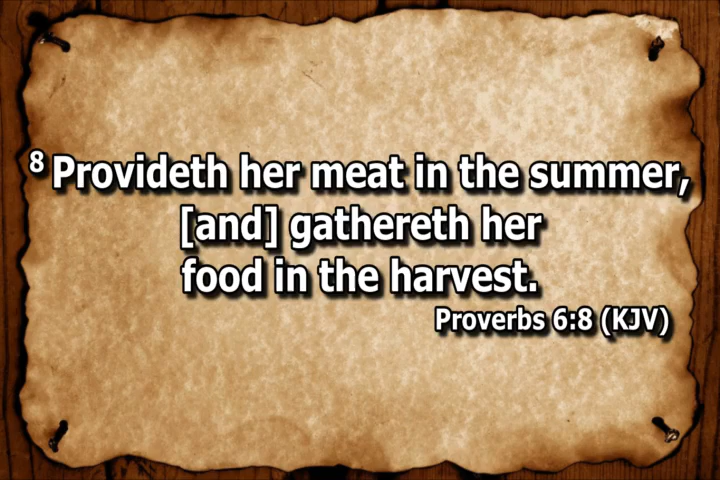 8 Provideth her meat in the summer,
[and] gathereth her
food in the harvest.
Proverbs 6:8 (KJV)